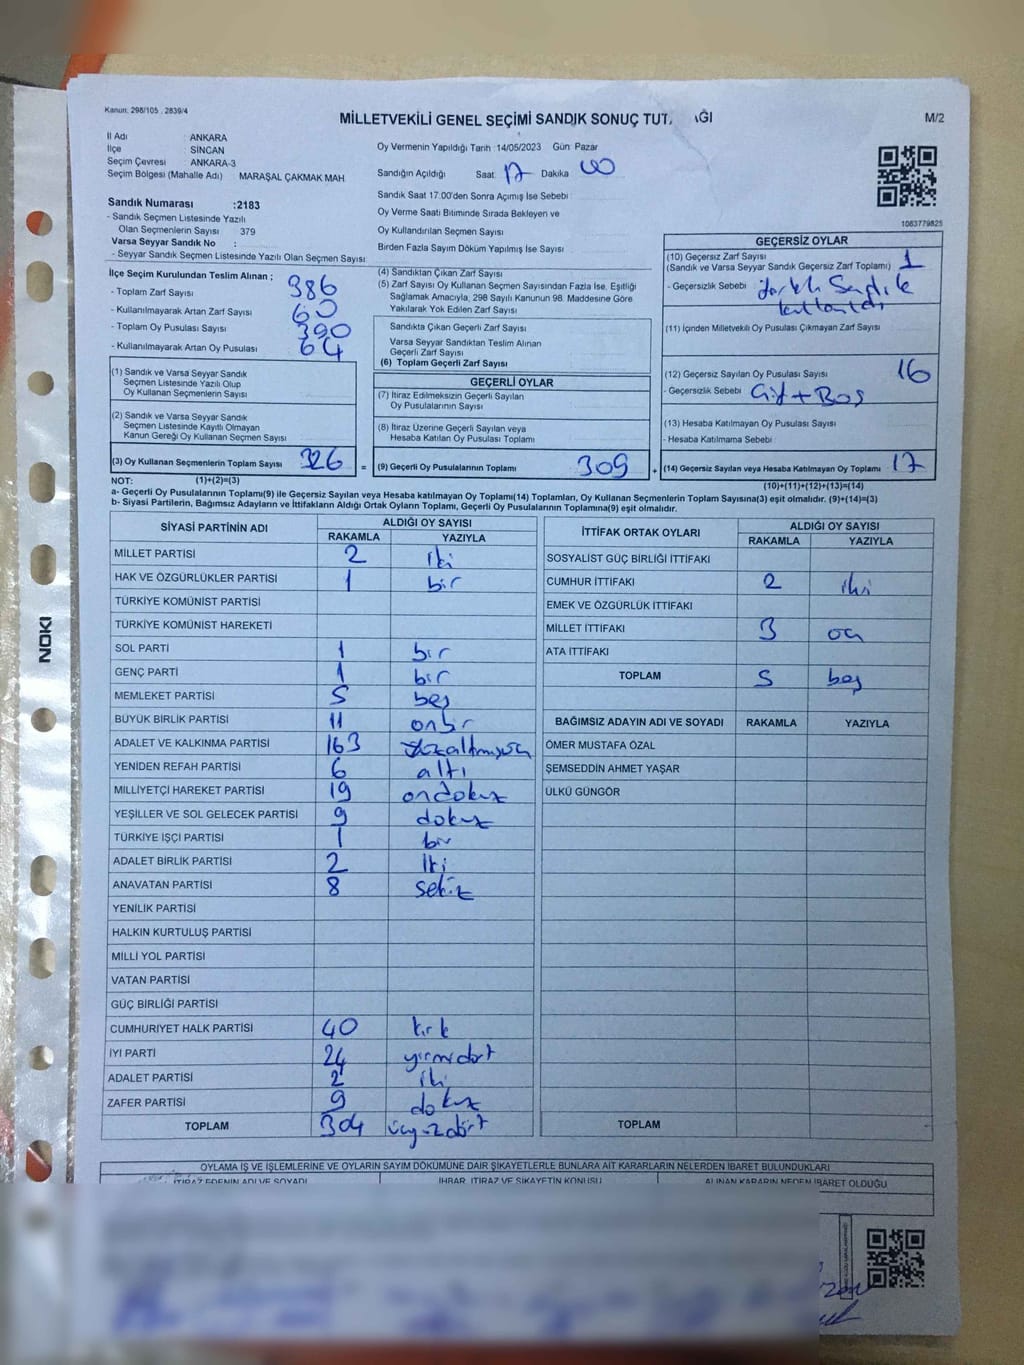 Kanun: 298/105 , 2839/4
MİLLETVEKİLİ GENEL SEÇİMİ SANDIK SONUÇ TUT ĞI
M/2
İl Adı : ANKARA
İlçe : SİNCAN
Seçim Çevresi : ANKARA-3
Seçim Bölgesi (Mahalle Adı) : MARAŞAL ÇAKMAK MAH.
Oy Vermenin Yapıldığı Tarih :14/05/2023 Gün: Pazar
Sandığın Açıldığı Saat: 17 Dakika 00
Sandık Saat 17.00'den Sonra Açımış İse Sebebi :
Oy Verme Saati Bitiminde Sırada Bekleyen ve
Oy Kullandırılan Seçmen Sayısı
Birden Fazla Sayım Döküm Yapılmış İse Sayısı
1063779825
Sandık Numarası :2183
- Sandık Seçmen Listesinde Yazılı
Olan Seçmenlerin Sayısı : 379
Varsa Seyyar Sandık No :
- Seyyar Sandık Seçmen Listesinde Yazılı Olan Seçmen Sayısı:
İlçe Seçim Kurulundan Teslim Alınan ;
- Toplam Zarf Sayısı 386
- Kullanılmayarak Artan Zarf Sayısı 60
- Toplam Oy Pusulası Sayısı 390
- Kullanılmayarak Artan Oy Pusulası 64
(1) Sandık ve Varsa Seyyar Sandık
Seçmen Listesinde Yazılı Olup
Oy Kullanan Seçmenlerin Sayısı
(2) Sandık ve Varsa Seyyar Sandık
Seçmen Listesinde Kayıtlı Olmayan
Kanun Gereği Oy Kullanan Seçmen Sayısı
(3) Oy Kullanan Seçmenlerin Toplam Sayısı 326 =
(4) Sandıktan Çıkan Zarf Sayısı
(5) Zarf Sayısı Oy Kullanan Seçmen Sayısından Fazla İse, Eşitliği
Sağlamak Amacıyla, 298 Sayılı Kanunun 98. Maddesine Göre
Yakılarak Yok Edilen Zarf Sayısı
Sandıkta Çıkan Geçerli Zarf Sayısı
Varsa Seyyar Sandıktan Teslim Alınan
Geçerli Zarf Sayısı
(6) Toplam Geçerli Zarf Sayısı
GEÇERLİ OYLAR
(7) İtiraz Edilmeksizin Geçerli Sayılan
Oy Pusulalarının Sayısı
(8) İtiraz Üzerine Geçerli Sayılan veya
Hesaba Katılan Oy Pusulası Toplamı
(9) Geçerli Oy Pusulalarının Toplamı 309 +
GEÇERSİZ OYLAR
(10) Geçersiz Zarf Sayısı
(Sandık ve Varsa Seyyar Sandık Geçersiz Zarf Toplamı) 1
- Geçersizlik Sebebi : farklı Sandık
kullanıldı
(11) İçinden Milletvekili Oy Pusulası Çıkmayan Zarf Sayısı
(12) Geçersiz Sayılan Oy Pusulası Sayısı 16
- Geçersizlik Sebebi : Çift+Boş
(13) Hesaba Katılmayan Oy Pusulası Sayısı
- Hesaba Katılmama Sebebi :
(14) Geçersiz Sayılan veya Hesaba Katılmayan Oy Toplamı 17
NOT: (1)+(2)=(3)
(10)+(11)+(12)+(13)=(14)
a- Geçerli Oy Pusulalarının Toplamı(9) ile Geçersiz Sayılan veya Hesaba katılmayan Oy Toplamı(14) Toplamları, Oy Kullanan Seçmenlerin Toplam Sayısına(3) eşit olmalıdır. (9)+(14)=(3)
b- Siyasi Partilerin, Bağımsız Adayların ve İttifakların Aldığı Ortak Oyların Toplamı, Geçerli Oy Pusulalarının Toplamına(9) eşit olmalıdır.
SİYASİ PARTİNİN ADI ALDIĞI OY SAYISI
RAKAMLA YAZIYLA
MİLLET PARTİSİ 2 iki
HAK VE ÖZGÜRLÜKLER PARTİSİ 1 bir
TÜRKİYE KOMÜNİST PARTİSİ
TÜRKİYE KOMÜNİST HAREKETİ
SOL PARTİ 1 bir
GENÇ PARTİ 1 bir
MEMLEKET PARTİSİ 5 beş
BÜYÜK BİRLİK PARTİSİ 11 onbir
ADALET VE KALKINMA PARTİSİ 163 yüzaltmışüç
YENİDEN REFAH PARTİSİ 6 altı
MİLLİYETÇİ HAREKET PARTİSİ 19 ondokuz
YEŞİLLER VE SOL GELECEK PARTİSİ 9 dokuz
TÜRKİYE İŞÇİ PARTİSİ 1 bir
ADALET BİRLİK PARTİSİ 2 iki
ANAVATAN PARTİSİ 8 sekiz
YENİLİK PARTİSİ
HALKIN KURTULUŞ PARTİSİ
MİLLİ YOL PARTİSİ
VATAN PARTİSİ
GÜÇ BİRLİĞİ PARTİSİ
CUMHURİYET HALK PARTİSİ 40 kırk
İYİ PARTİ 24 yirmidört
ADALET PARTİSİ 2 iki
ZAFER PARTİSİ 9 dokuz
TOPLAM 304 üçyüzdört
İTTİFAK ORTAK OYLARI ALDIĞI OY SAYISI
RAKAMLA YAZIYLA
SOSYALİST GÜÇ BİRLİĞİ İTTİFAKI
CUMHUR İTTİFAKI 2 iki
EMEK VE ÖZGÜRLÜK İTTİFAKI
MİLLET İTTİFAKI 3 üç
ATA İTTİFAKI
TOPLAM 5 beş
BAĞIMSIZ ADAYIN ADI VE SOYADI RAKAMLA YAZIYLA
ÖMER MUSTAFA ÖZAL
ŞEMSEDDİN AHMET YAŞAR
ÜLKÜ GÜNGÖR
TOPLAM
OYLAMA İŞ VE İŞLEMLERİNE VE OYLARIN SAYIM DÖKÜMÜNE DAİR ŞİKAYETLERLE BUNLARA AİT KARARLARIN NELERDEN İBARET BULUNDUKLARI
İTİRAZ EDENİN ADI VE SOYADI İHBAR, İTİRAZ VE ŞİKAYETİN KONUSU ALINAN KARARIN NEDEN İBARET OLDUĞU
NOKI